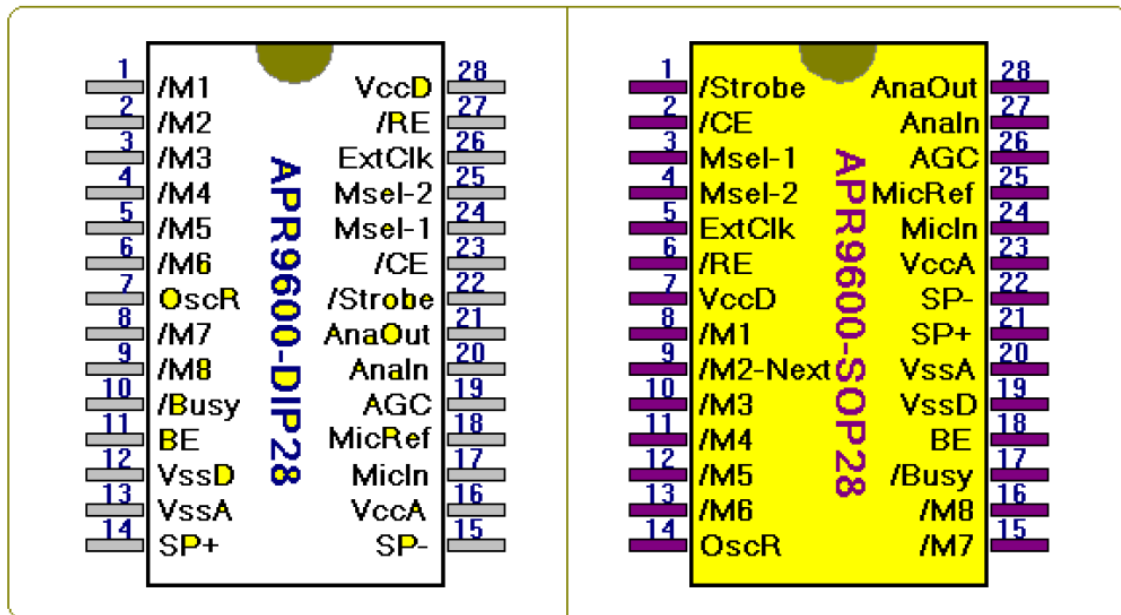 1 /M1 VccD 28
2 /M2 /RE 27
3 /M3 ExtClk 26
4 /M4 Msel-2 25
5 /M5 Msel-1 24
6 /M6 /CE 23
7 OscR /Strobe 22
8 /M7 AnaOut 21
9 /M8 AnaIn 20
10 /Busy AGC 19
11 BE MicRef 18
12 VssD MicIn 17
13 VssA VccA 16
14 SP+ SP- 15
APR9600-DIP28
1 /Strobe AnaOut 28
2 /CE AnaIn 27
3 Msel-1 AGC 26
4 Msel-2 MicRef 25
5 ExtClk MicIn 24
6 /RE VccA 23
7 VccD SP- 22
8 /M1 SP+ 21
9 /M2-Next VssA 20
10 /M3 VssD 19
11 /M4 BE 18
12 /M5 /Busy 17
13 /M6 /M8 16
14 OscR /M7 15
APR9600-SOP28